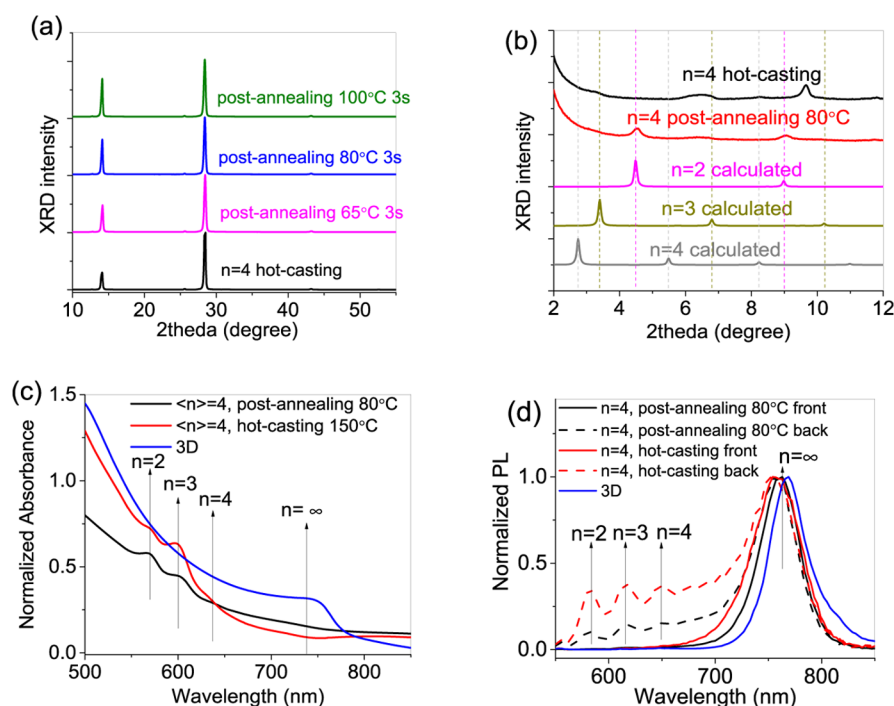 (a)
post-annealing 100°C 3s
post-annealing 80°C 3s
post-annealing 65°C 3s
n=4 hot-casting
XRD intensity
10 20 30 40 50
2theda (degree)
(b)
n=4 hot-casting
n=4 post-annealing 80°C
n=2 calculated
n=3 calculated
n=4 calculated
XRD intensity
2 4 6 8 10 12
2theda (degree)
(c)
<n>=4, post-annealing 80°C
<n>=4, hot-casting 150°C
3D
n=2
n=3
n=4
n= ∞
Normalized Absorbance
1.5
1.0
0.5
0.0
500 600 700 800
Wavelength (nm)
(d)
n=4, post-annealing 80°C front
n=4, post-annealing 80°C back
n=4, hot-casting front
n=4, hot-casting back
3D
n=∞
n=2
n=3
n=4
Normalized PL
1.0
0.5
0.0
600 700 800
Wavelength (nm)